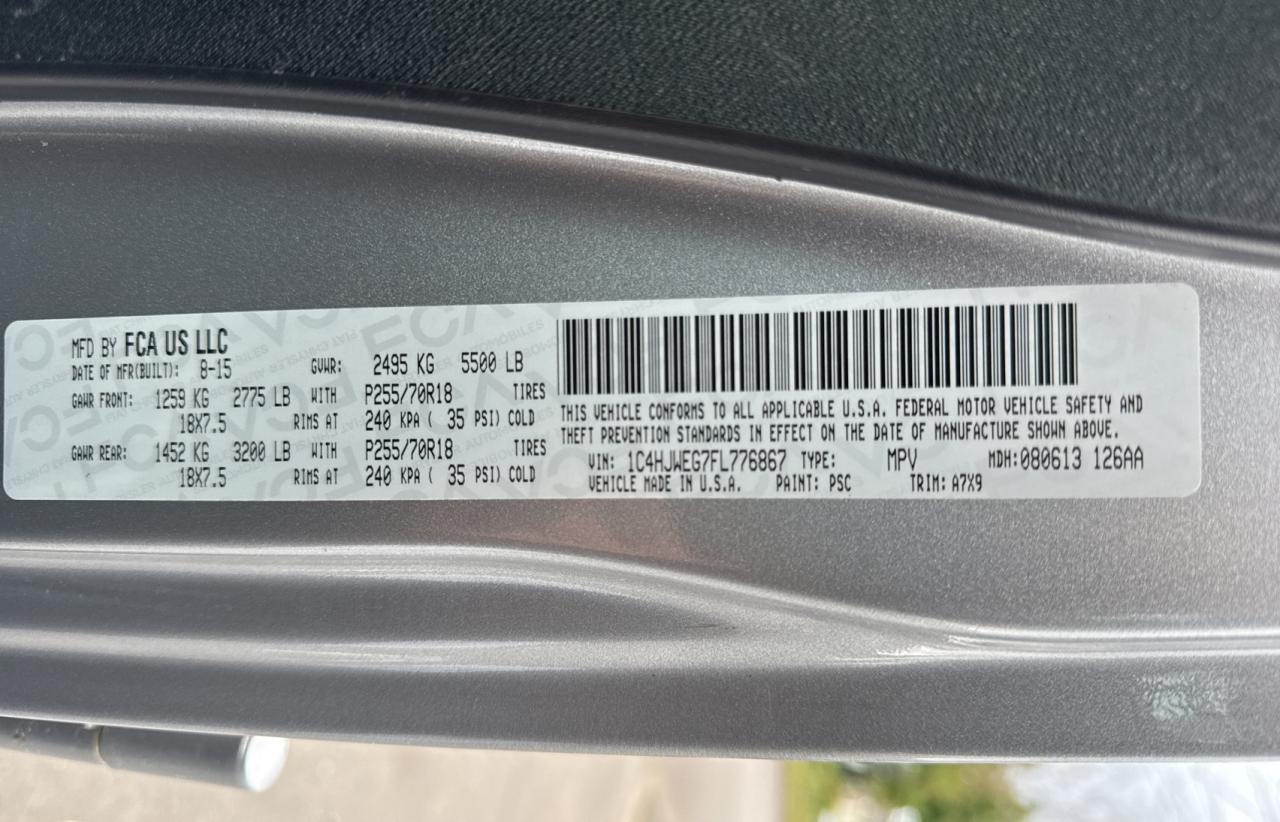 MFD BY FCA US LLC
DATE OF MFR(BUILT): 8-15 GVWR: 2495 KG 5500 LB
GAWR FRONT: 1259 KG 2775 LB WITH P255/70R18 TIRES
18X7.5 RIMS AT 240 KPA ( 35 PSI) COLD
GAWR REAR: 1452 KG 3200 LB WITH P255/70R18 TIRES
18X7.5 RIMS AT 240 KPA ( 35 PSI) COLD
THIS VEHICLE CONFORMS TO ALL APPLICABLE U.S.A. FEDERAL MOTOR VEHICLE SAFETY AND
THEFT PREVENTION STANDARDS IN EFFECT ON THE DATE OF MANUFACTURE SHOWN ABOVE.
VIN: 1C4HJWEG7FL776867 TYPE: MPV MDH:080613 126AA
VEHICLE MADE IN U.S.A. PAINT: PSC TRIM: A7X9